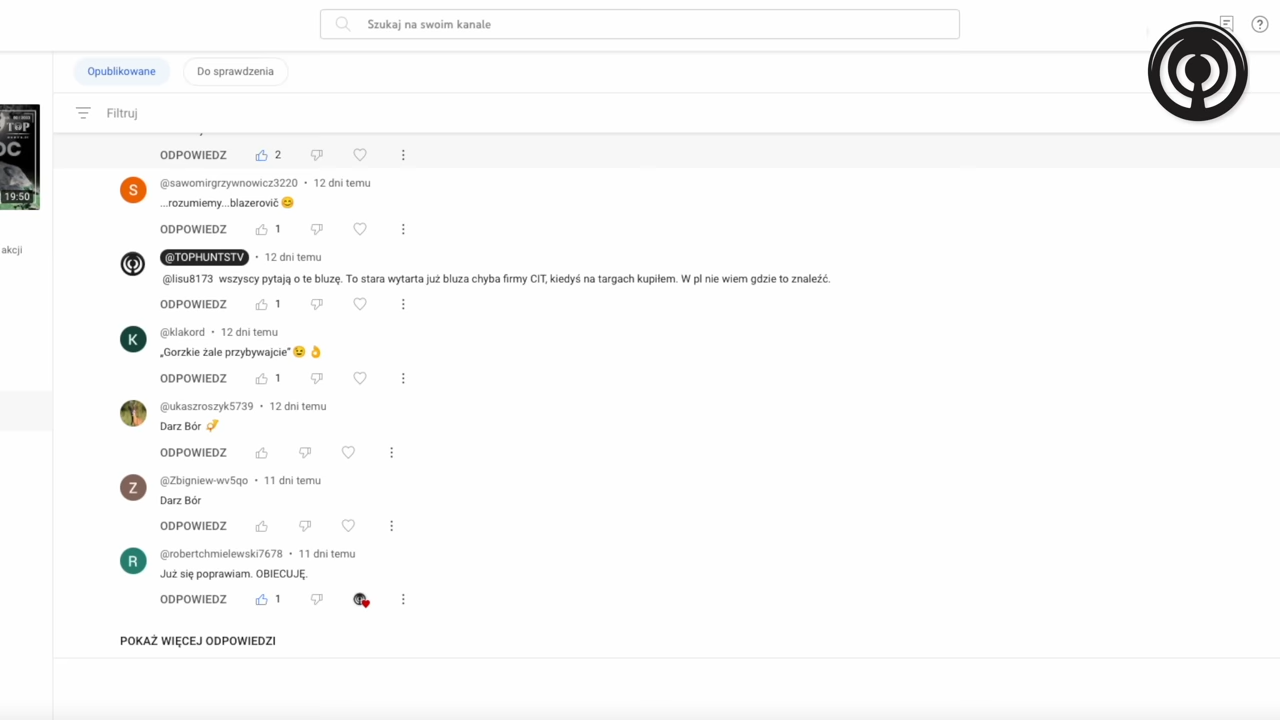 Szukaj na swoim kanale
Opublikowane
Do sprawdzenia
Filtruj
TOP
19:50
akcji
ODPOWIEDZ 2
@sawomirgrzywnowicz3220 • 12 dni temu
...rozumiemy...blazerovič 😊
ODPOWIEDZ 1
@TOPHUNTSTV • 12 dni temu
@lisu8173 wszyscy pytają o te bluzę. To stara wytarta już bluza chyba firmy CIT, kiedyś na targach kupiłem. W pl nie wiem gdzie to znaleźć.
ODPOWIEDZ 1
K
@klakord • 12 dni temu
„Gorzkie żale przybywajcie" 😉 👌
ODPOWIEDZ 1
@ukaszroszyk5739 • 12 dni temu
Darz Bór 📯
ODPOWIEDZ
Z
@Zbigniew-wv5qo • 11 dni temu
Darz Bór
ODPOWIEDZ
R
@robertchmielewski7678 • 11 dni temu
Już się poprawiam. OBIECUJĘ.
ODPOWIEDZ 1
POKAŻ WIĘCEJ ODPOWIEDZI